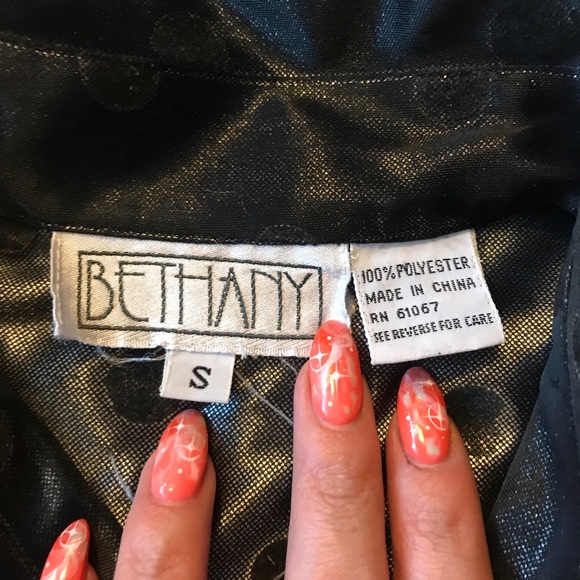 BETHANY
S
100% POLYESTER
MADE IN CHINA
RN 61067
SEE REVERSE FOR CARE